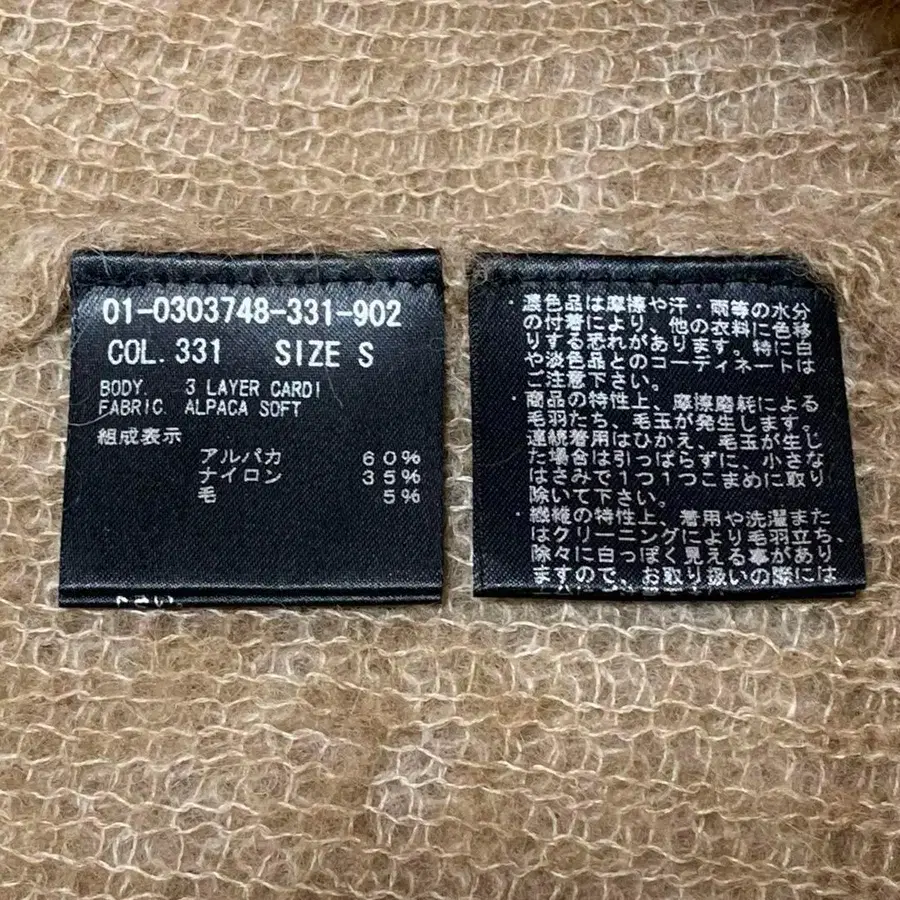 01-0303748-331-902
COL. 331 SIZE S
BODY. 3 LAYER CARDI
FABRIC. ALPACA SOFT
組成表示
アルパカ 60%
ナイロン 35%
毛 5%
・濃色品は摩擦や汗・雨等の水分
の付着により、他の衣料に色移
りする恐れがあります。特に白
や淡色品とのコーディネートは
ご注意下さい。
・商品の特性上、摩擦磨耗による
毛羽たち、毛玉が発生します。
連続着用はひかえ、毛玉が生じ
た場合は引っぱらずに、小さな
はさみで1つ1つこまめに取り
除いて下さい。
・繊維の特性上、着用や洗濯また
はクリーニングにより毛羽立ち、
除々に白っぽく見える事があり
ますので、お取り扱いの際には